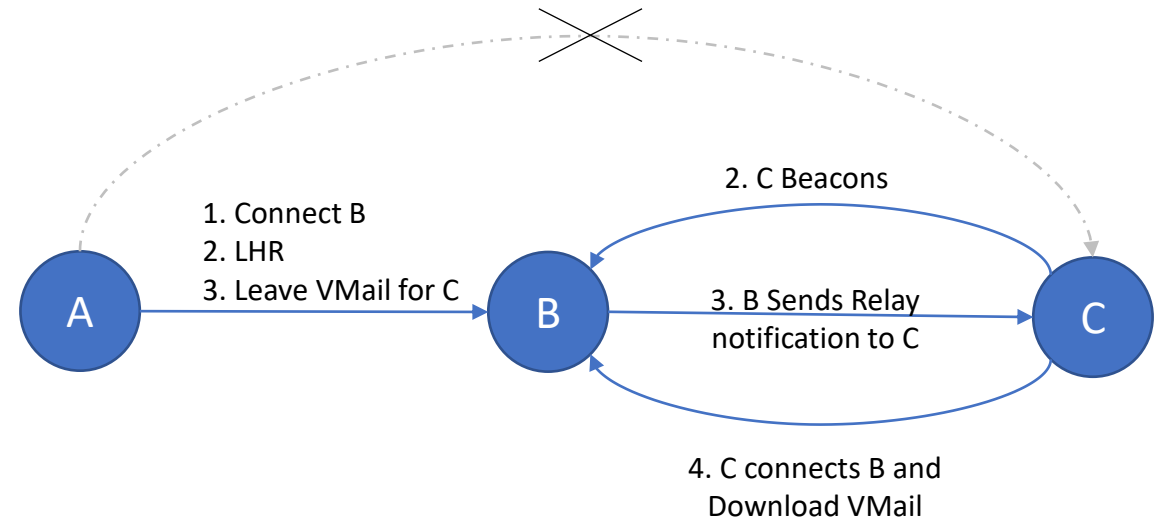 1. Connect B
2. LHR
3. Leave VMail for C
A
B
2. C Beacons
3. B Sends Relay
notification to C
C
4. C connects B and
Download VMail